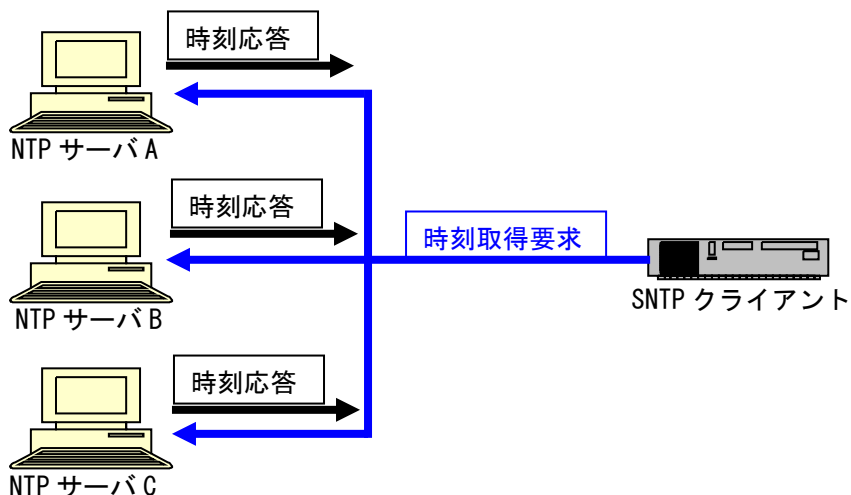 時刻応答
NTP サーバ A
時刻応答
時刻取得要求
NTP サーバ B
SNTP クライアント
時刻応答
NTP サーバ C